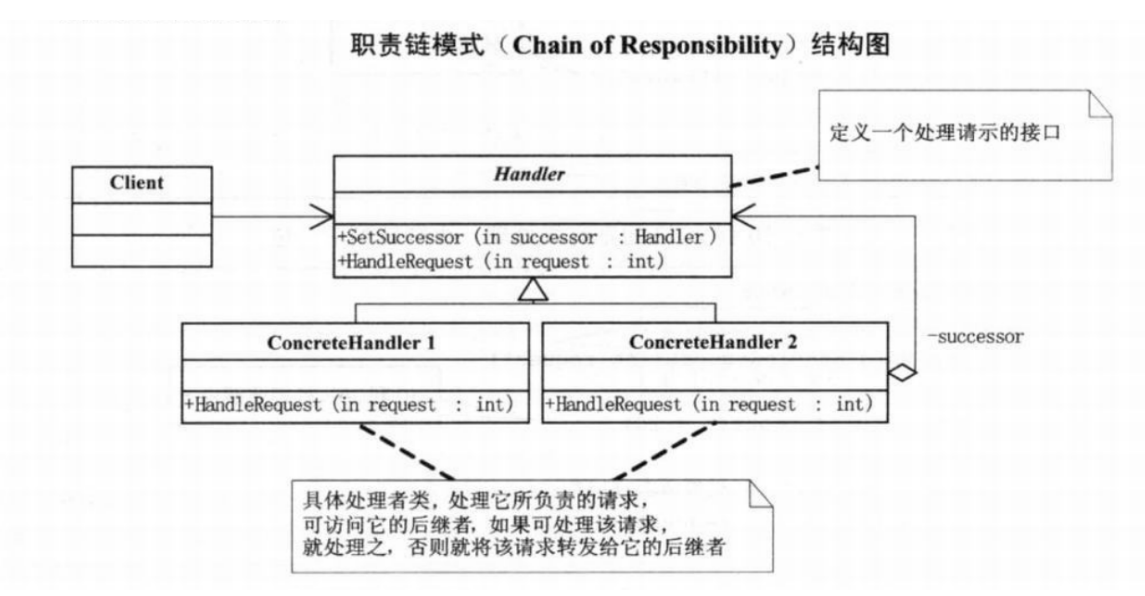 职责链模式（Chain of Responsibility）结构图
定义一个处理请示的接口
Client
Handler
+SetSuccessor (in successor : Handler)
+HandleRequest (in request : int)
ConcreteHandler 1
+HandleRequest (in request : int)
ConcreteHandler 2
+HandleRequest (in request : int)
-successor
具体处理者类，处理它所负责的请求，
可访问它的后继者，如果可处理该请求，
就处理之，否则就将该请求转发给它的后继者